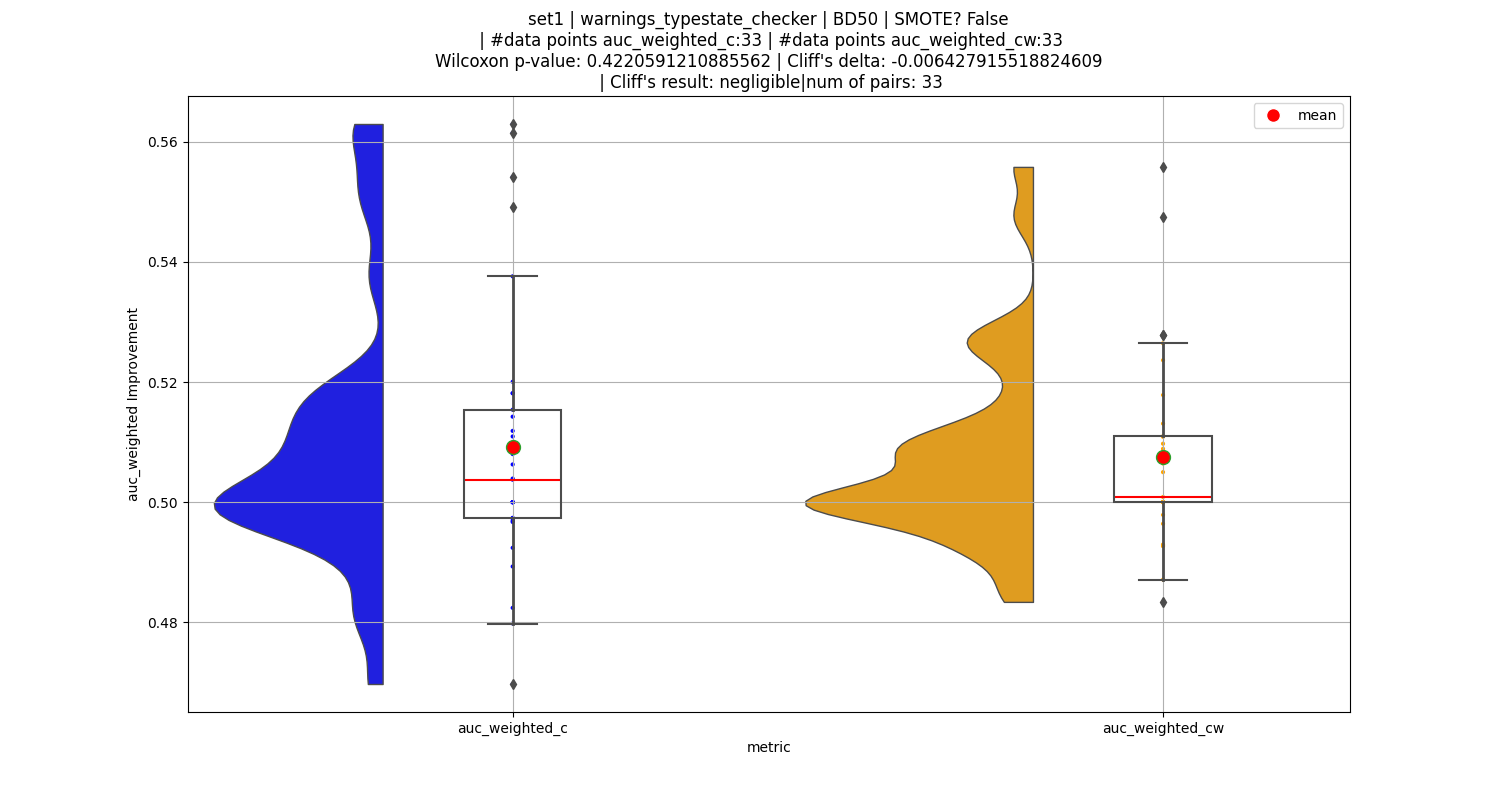 set1 | warnings_typestate_checker | BD50 | SMOTE? False
| #data points auc_weighted_c:33 | #data points auc_weighted_cw:33
Wilcoxon p-value: 0.4220591210885562 | Cliff's delta: -0.006427915518824609
| Cliff's result: negligible|num of pairs: 33
mean
0.56
0.54
0.52
0.50
0.48
auc_weighted Improvement
auc_weighted_c
auc_weighted_cw
metric